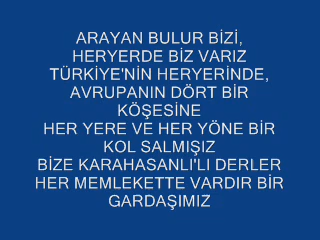 ARAYAN BULUR BİZİ,
HERYERDE BİZ VARIZ
TÜRKİYE'NİN HERYERİNDE,
AVRUPANIN DÖRT BİR
KÖŞESİNE
HER YERE VE HER YÖNE BİR
KOL SALMIŞIZ
BİZE KARAHASANLI'LI DERLER
HER MEMLEKETTE VARDIR BİR
GARDAŞIMIZ